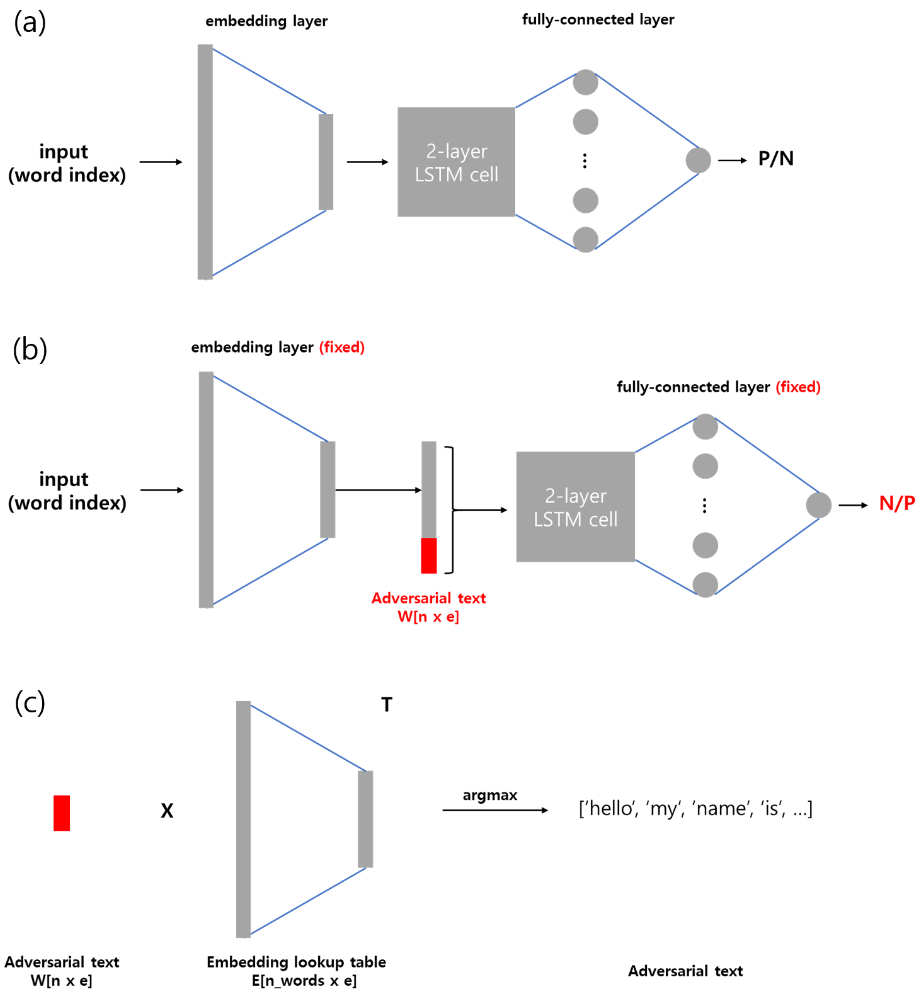 (a)
embedding layer
fully-connected layer
input
(word index)
2-layer
LSTM cell
...
P/N
(b)
embedding layer (fixed)
fully-connected layer (fixed)
input
(word index)
2-layer
LSTM cell
...
N/P
Adversarial text
W[n x e]
(c)
T
X
argmax
['hello', 'my', 'name', 'is', ...]
Adversarial text
W[n x e]
Embedding lookup table
E[n_words x e]
Adversarial text